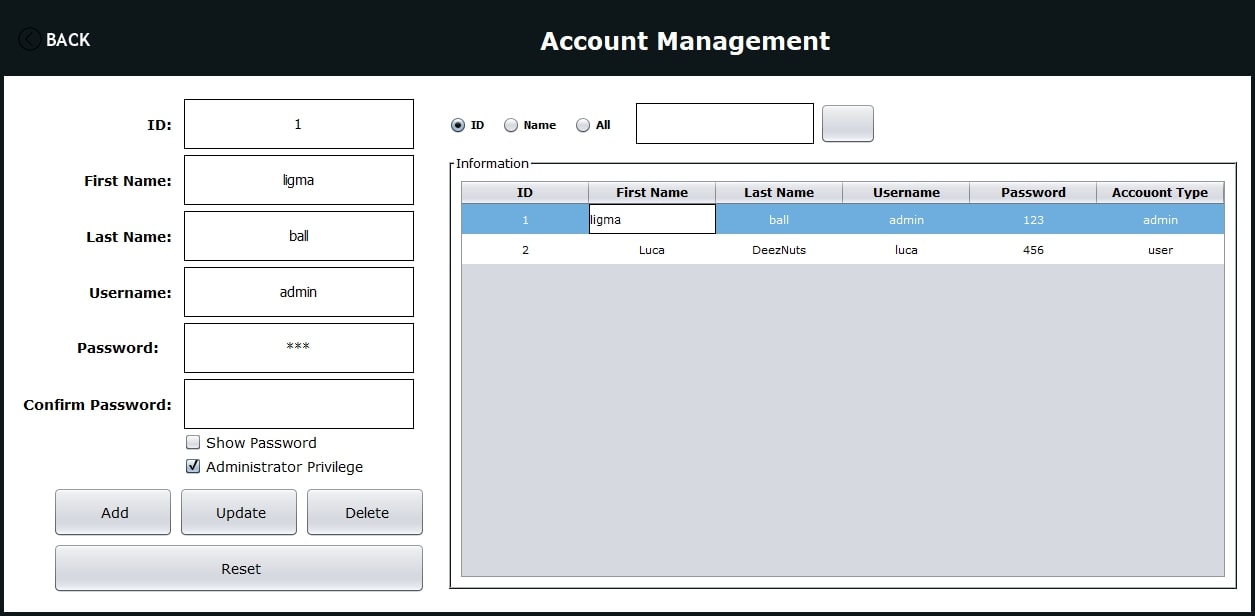 BACK
Account Management
ID: 1
First Name: ligma
Last Name: ball
Username: admin
Password: ***
Confirm Password:
Show Password
Administrator Privilege
Add Update Delete
Reset
ID Name All
Information
ID First Name Last Name Username Password Accouont Type
1 ligma ball admin 123 admin
2 Luca DeezNuts luca 456 user